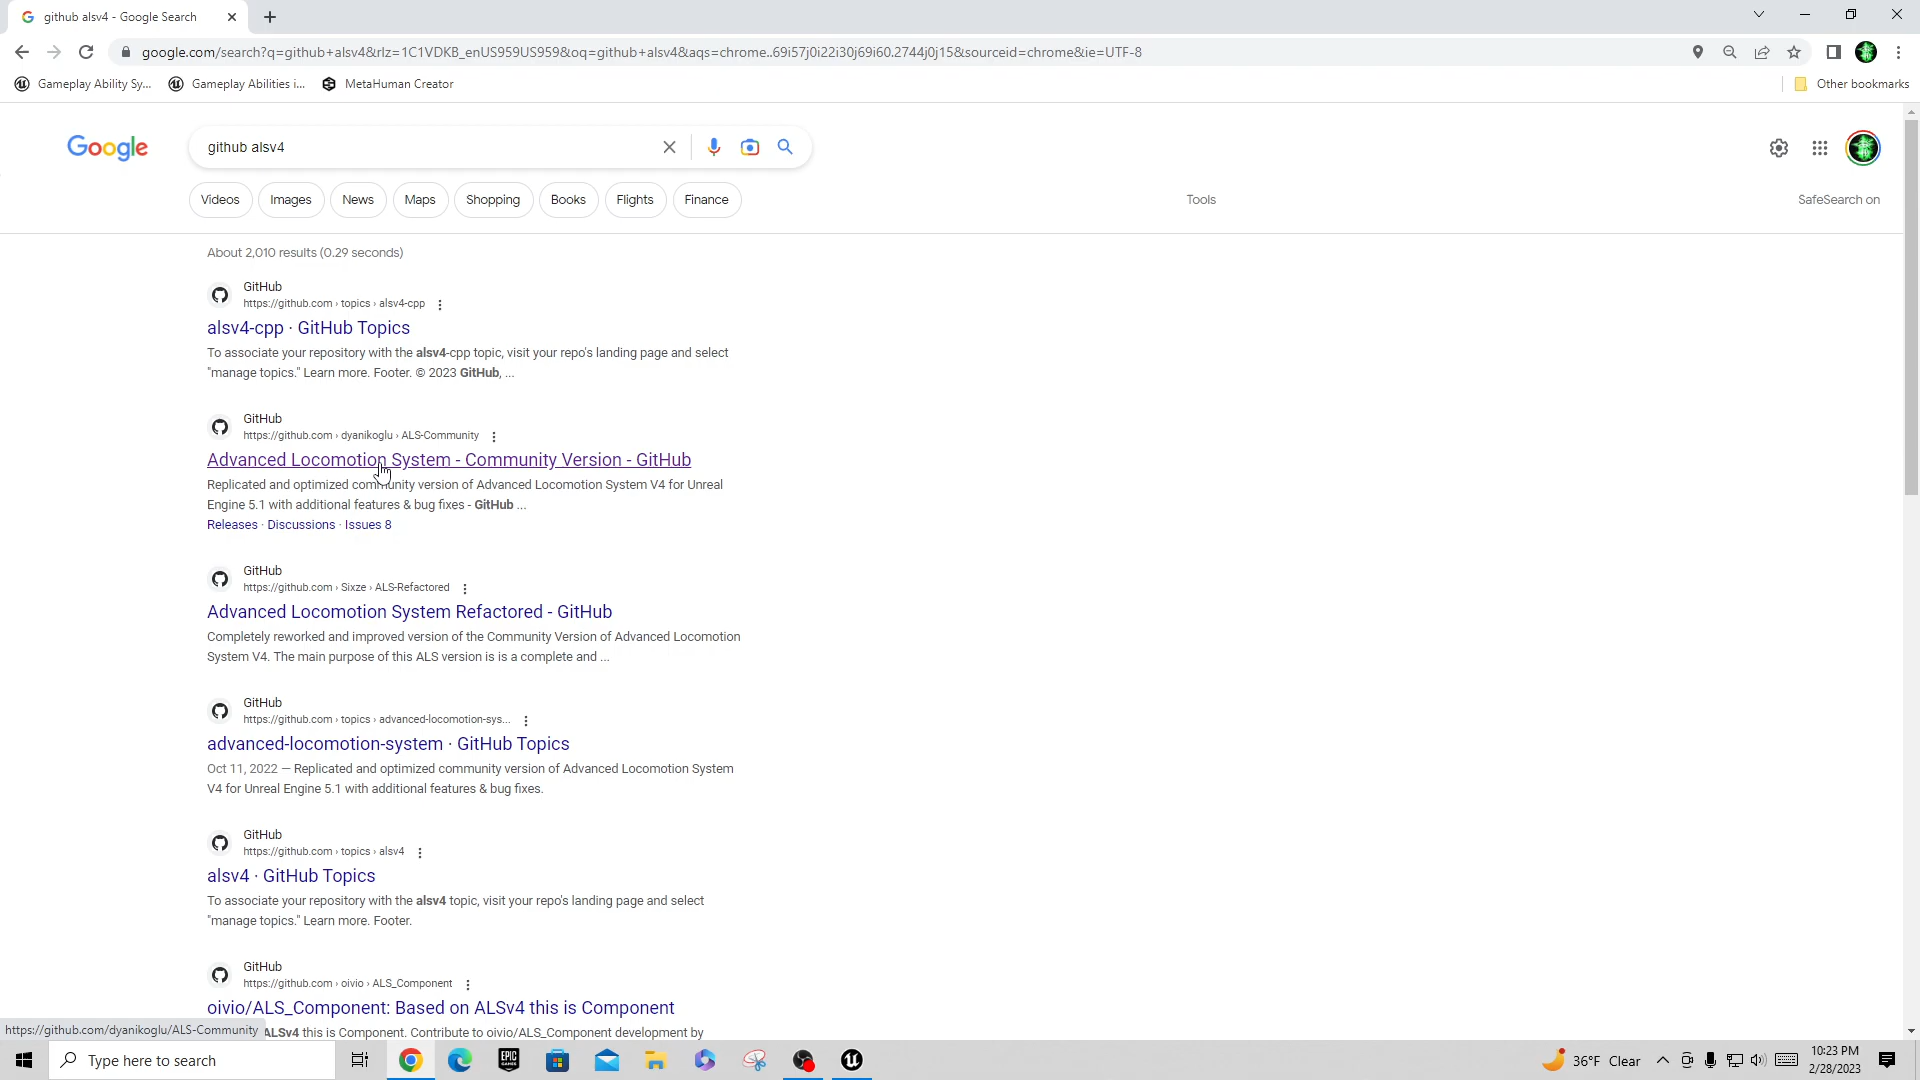 github alsv4 - Google Search
google.com/search?q=github+alsv4&rlz=1C1VDKB_enUS959US959&oq=github+alsv4&aqs=chrome..69i57j0i22i30j69i60.2744j0j15&sourceid=chrome&ie=UTF-8
Gameplay Ability Sy... Gameplay Abilities i... MetaHuman Creator Other bookmarks
Google github alsv4
Videos Images News Maps Shopping Books Flights Finance Tools SafeSearch on
About 2,010 results (0.29 seconds)
GitHub
https://github.com › topics › alsv4-cpp
alsv4-cpp · GitHub Topics
To associate your repository with the alsv4-cpp topic, visit your repo's landing page and select
"manage topics." Learn more. Footer. © 2023 GitHub, ...
GitHub
https://github.com › dyanikoglu › ALS-Community
Advanced Locomotion System - Community Version - GitHub
Replicated and optimized community version of Advanced Locomotion System V4 for Unreal
Engine 5.1 with additional features & bug fixes - GitHub ...
Releases · Discussions · Issues 8
GitHub
https://github.com › Sixze › ALS-Refactored
Advanced Locomotion System Refactored - GitHub
Completely reworked and improved version of the Community Version of Advanced Locomotion
System V4. The main purpose of this ALS version is is a complete and ...
GitHub
https://github.com › topics › advanced-locomotion-sys...
advanced-locomotion-system · GitHub Topics
Oct 11, 2022 — Replicated and optimized community version of Advanced Locomotion System
V4 for Unreal Engine 5.1 with additional features & bug fixes.
GitHub
https://github.com › topics › alsv4
alsv4 · GitHub Topics
To associate your repository with the alsv4 topic, visit your repo's landing page and select
"manage topics." Learn more. Footer.
GitHub
https://github.com › oivio › ALS_Component
oivio/ALS_Component: Based on ALSv4 this is Component
https://github.com/dyanikoglu/ALS-Community ALSv4 this is Component. Contribute to oivio/ALS_Component development by
Type here to search EPIC GAMES 36°F Clear 10:23 PM
2/28/2023